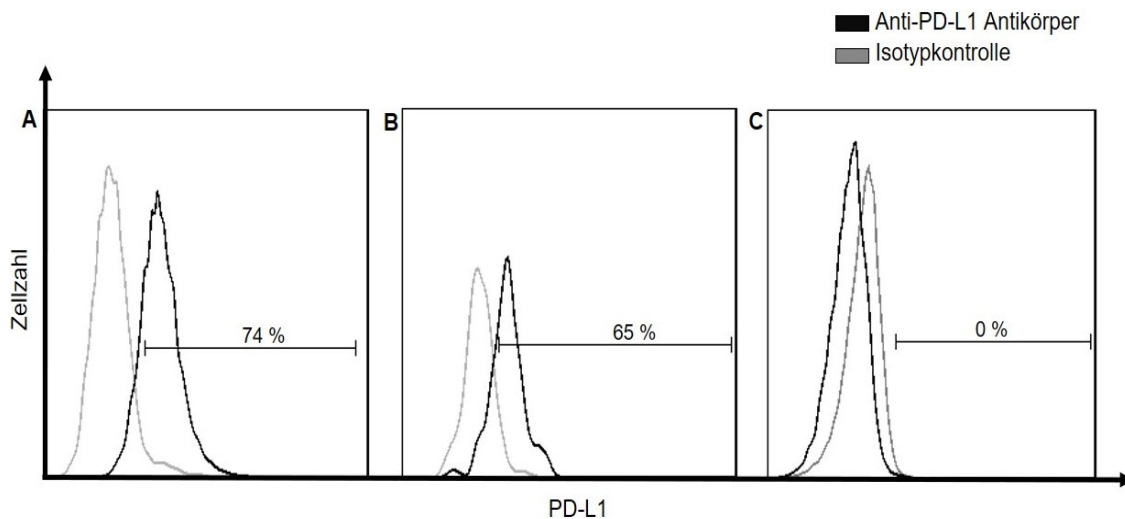 Anti-PD-L1 Antikörper
Isotypkontrolle
A
B
C
74 %
65 %
0 %
Zellzahl
PD-L1